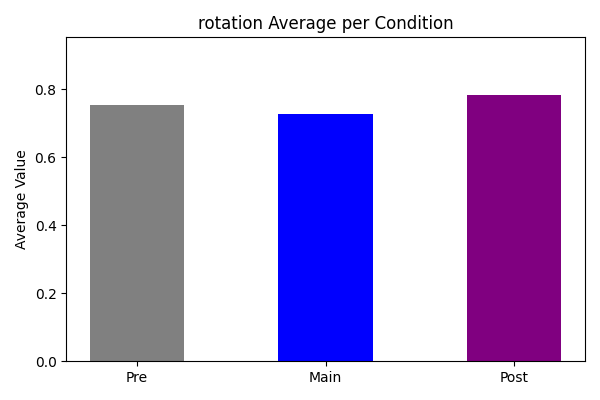 rotation Average per Condition
Average Value
0.8
0.6
0.4
0.2
0.0
Pre
Main
Post